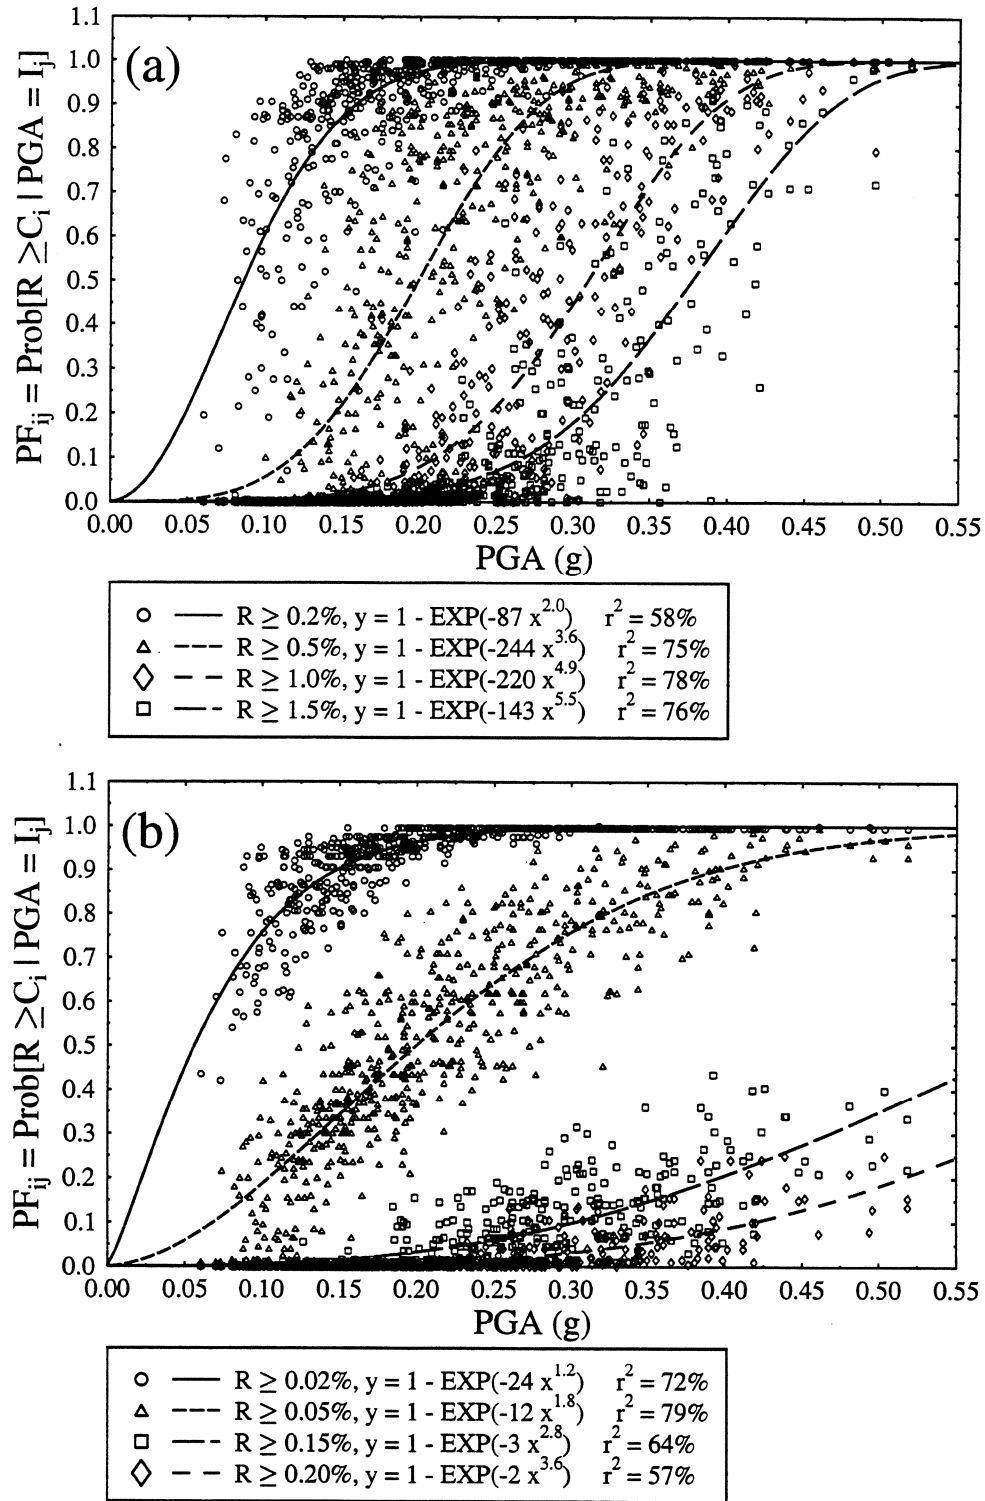 (a)
PF_ij = Prob[R ≥C_i | PGA = I_j]
1.1
1.0
0.9
0.8
0.7
0.6
0.5
0.4
0.3
0.2
0.1
0.0
0.00 0.05 0.10 0.15 0.20 0.25 0.30 0.35 0.40 0.45 0.50 0.55
PGA (g)
R ≥ 0.2%, y = 1 - EXP(-87 x^2.0) r^2 = 58%
R ≥ 0.5%, y = 1 - EXP(-244 x^3.6) r^2 = 75%
R ≥ 1.0%, y = 1 - EXP(-220 x^4.9) r^2 = 78%
R ≥ 1.5%, y = 1 - EXP(-143 x^5.5) r^2 = 76%
(b)
PF_ij = Prob[R ≥C_i | PGA = I_j]
1.1
1.0
0.9
0.8
0.7
0.6
0.5
0.4
0.3
0.2
0.1
0.0
0.00 0.05 0.10 0.15 0.20 0.25 0.30 0.35 0.40 0.45 0.50 0.55
PGA (g)
R ≥ 0.02%, y = 1 - EXP(-24 x^1.2) r^2 = 72%
R ≥ 0.05%, y = 1 - EXP(-12 x^1.8) r^2 = 79%
R ≥ 0.15%, y = 1 - EXP(-3 x^2.8) r^2 = 64%
R ≥ 0.20%, y = 1 - EXP(-2 x^3.6) r^2 = 57%